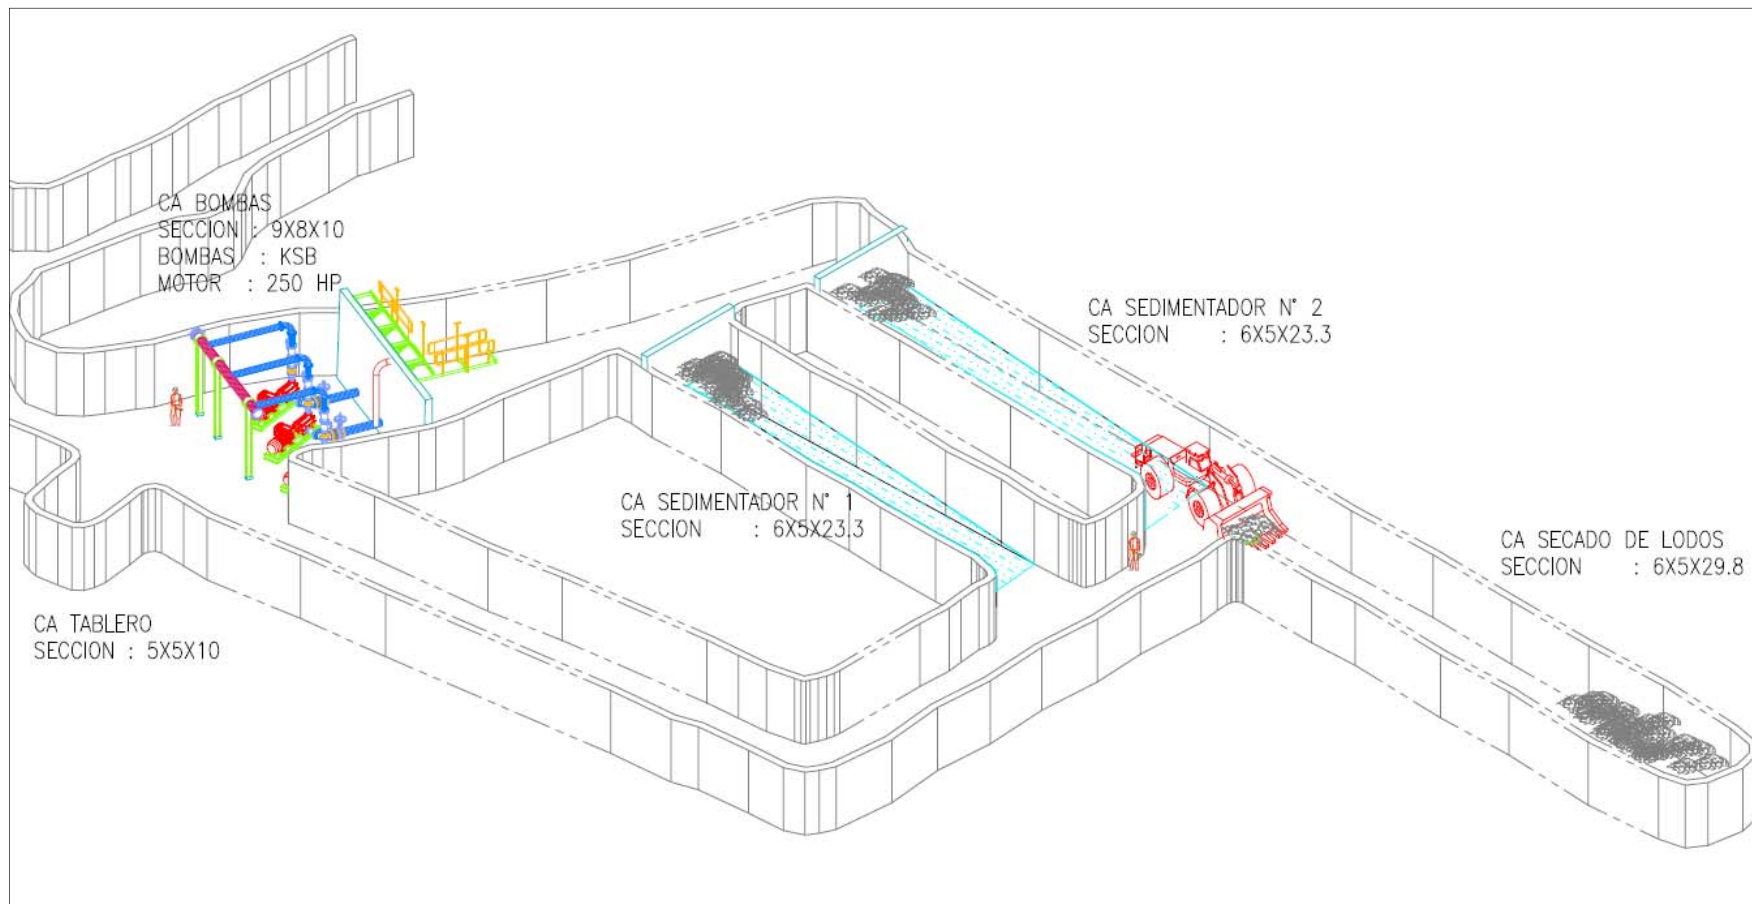 CA BOMBAS
SECCION : 9X8X10
BOMBAS : KSB
MOTOR : 250 HP
CA SEDIMENTADOR N° 2
SECCION : 6X5X23.3
CA SEDIMENTADOR N° 1
SECCION : 6X5X23.3
CA SECADO DE LODOS
SECCION : 6X5X29.8
CA TABLERO
SECCION : 5X5X10